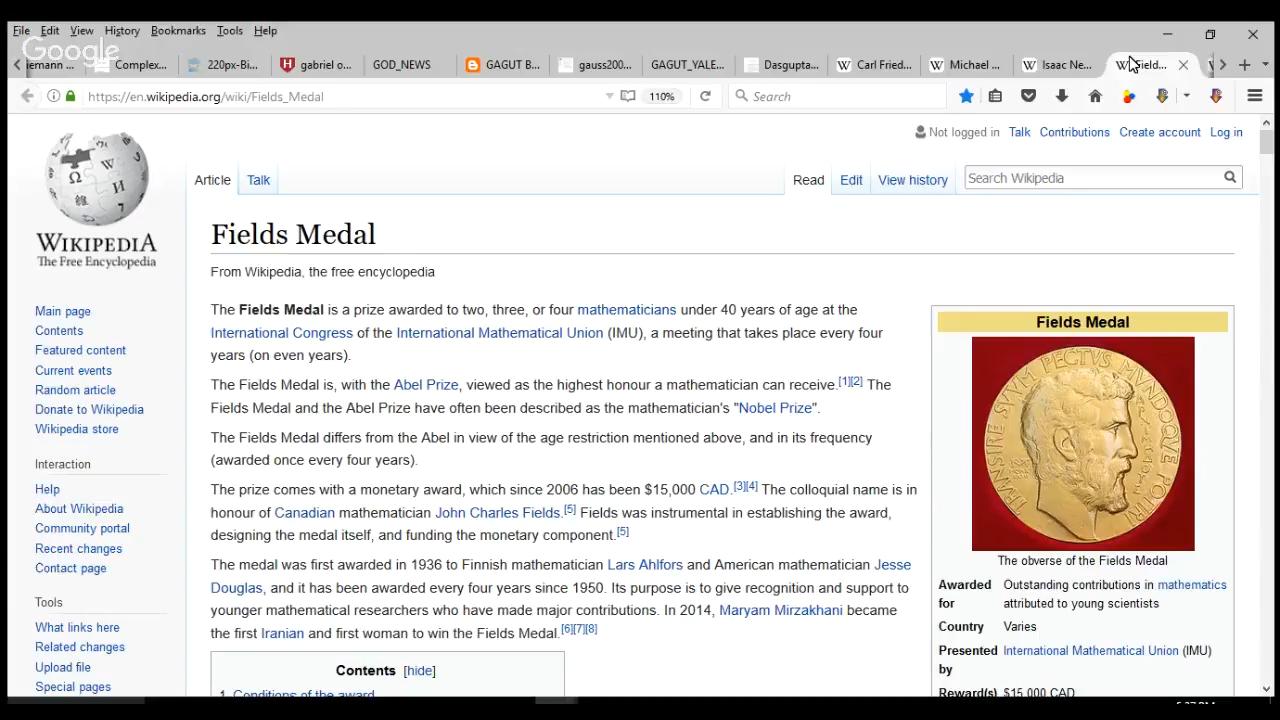 File Edit View History Bookmarks Tools Help
Google
emann ... Complex... 220px-Bi... gabriel o... GOD_NEWS GAGUT B... gauss200... GAGUT_YALE... Dasgupta... Carl Fried... Michael ... Isaac Ne... Field...
https://en.wikipedia.org/wiki/Fields_Medal 110% Search
Not logged in Talk Contributions Create account Log in
Article Talk Read Edit View history Search Wikipedia
WIKIPEDIA
The Free Encyclopedia
Main page
Contents
Featured content
Current events
Random article
Donate to Wikipedia
Wikipedia store
Interaction
Help
About Wikipedia
Community portal
Recent changes
Contact page
Tools
What links here
Related changes
Upload file
Special pages
Fields Medal
From Wikipedia, the free encyclopedia
The Fields Medal is a prize awarded to two, three, or four mathematicians under 40 years of age at the
International Congress of the International Mathematical Union (IMU), a meeting that takes place every four
years (on even years).
The Fields Medal is, with the Abel Prize, viewed as the highest honour a mathematician can receive.[1][2] The
Fields Medal and the Abel Prize have often been described as the mathematician's "Nobel Prize".
The Fields Medal differs from the Abel in view of the age restriction mentioned above, and in its frequency
(awarded once every four years).
The prize comes with a monetary award, which since 2006 has been $15,000 CAD.[3][4] The colloquial name is in
honour of Canadian mathematician John Charles Fields.[5] Fields was instrumental in establishing the award,
designing the medal itself, and funding the monetary component.[5]
The medal was first awarded in 1936 to Finnish mathematician Lars Ahlfors and American mathematician Jesse
Douglas, and it has been awarded every four years since 1950. Its purpose is to give recognition and support to
younger mathematical researchers who have made major contributions. In 2014, Maryam Mirzakhani became
the first Iranian and first woman to win the Fields Medal.[6][7][8]
Contents [hide]
1 Conditions of the award
Fields Medal
TRANSIRE SUUM PECTUS MUNDOQUE POTIRI
The obverse of the Fields Medal
Awarded for Outstanding contributions in mathematics
attributed to young scientists
Country Varies
Presented by International Mathematical Union (IMU)
Reward(s) $15,000 CAD